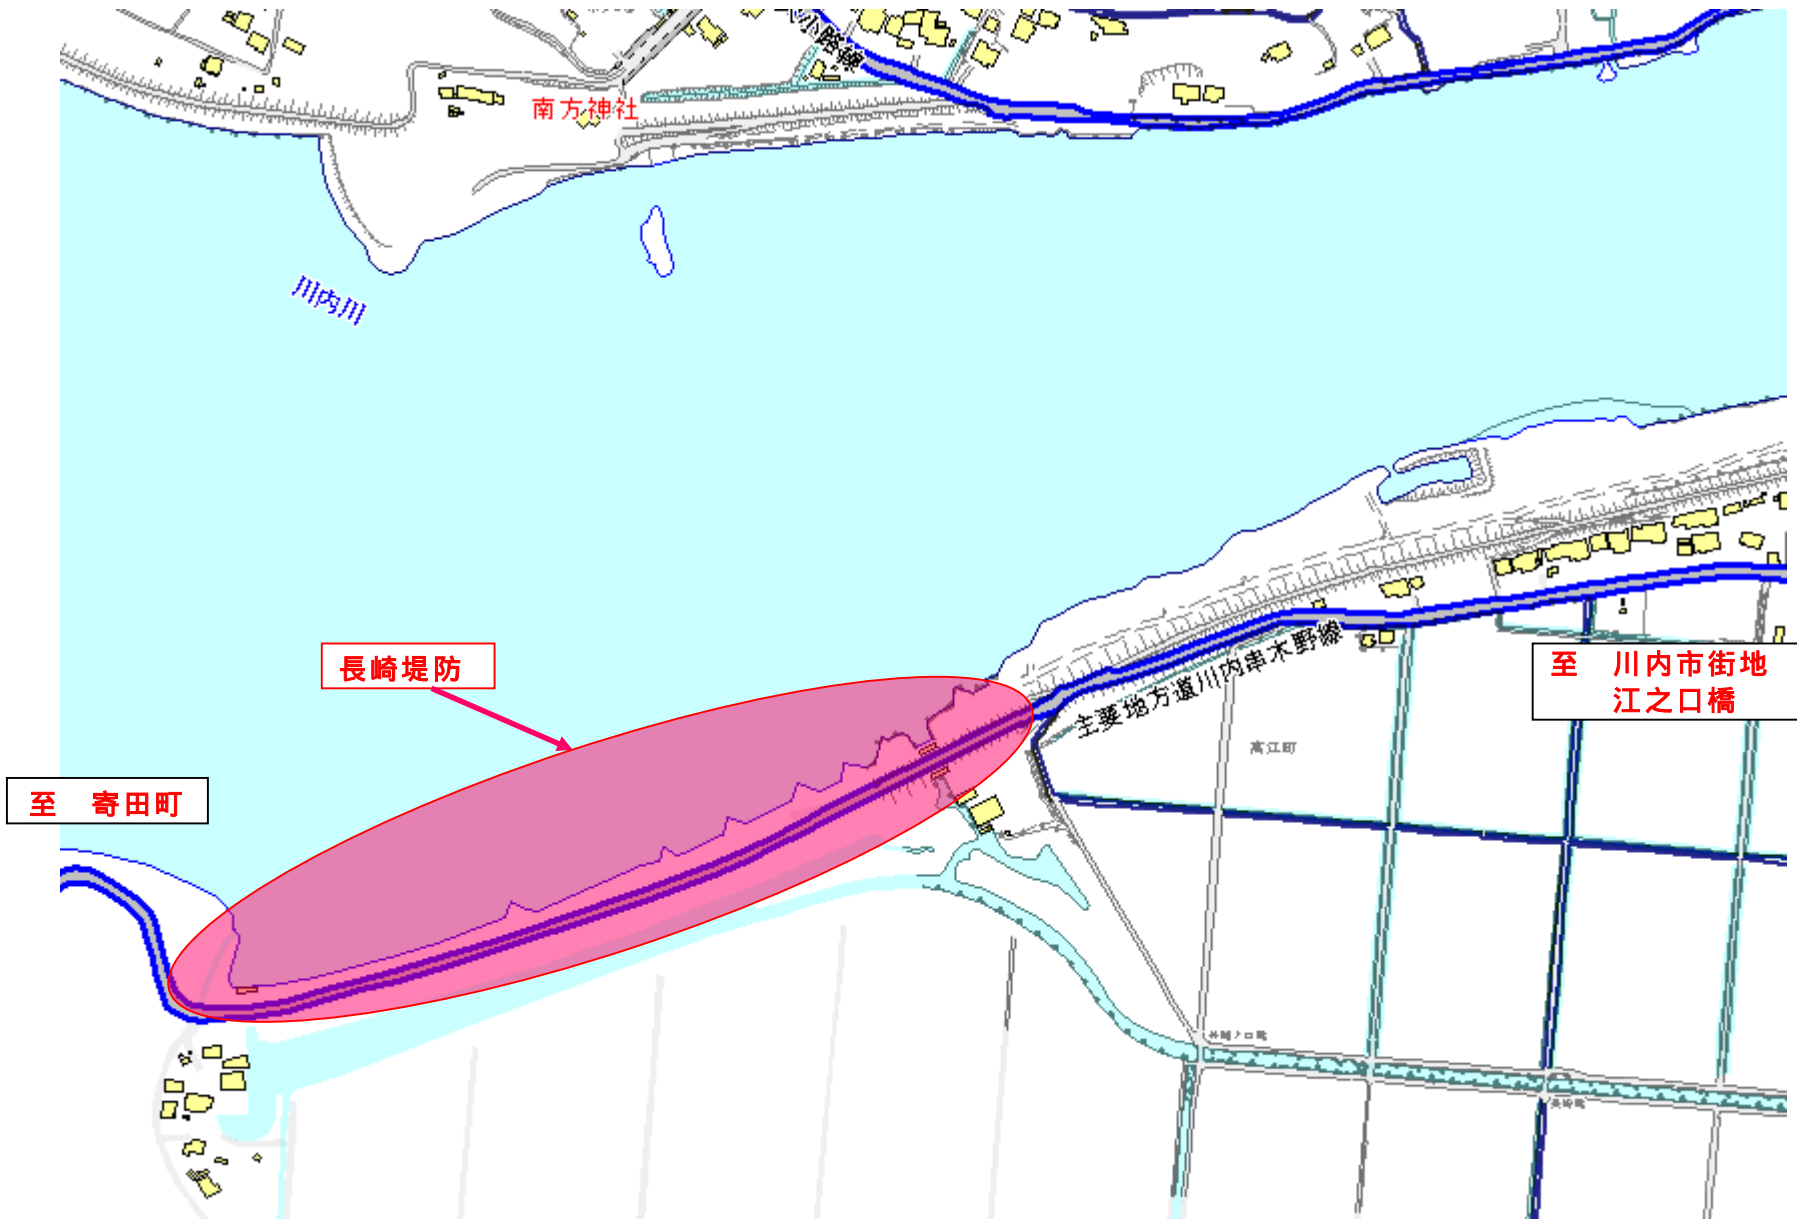 小路線
南方神社
川内川
長崎堤防
至 川内市街地
江之口橋
主要地方道川内串木野線
高江町
至 寄田町